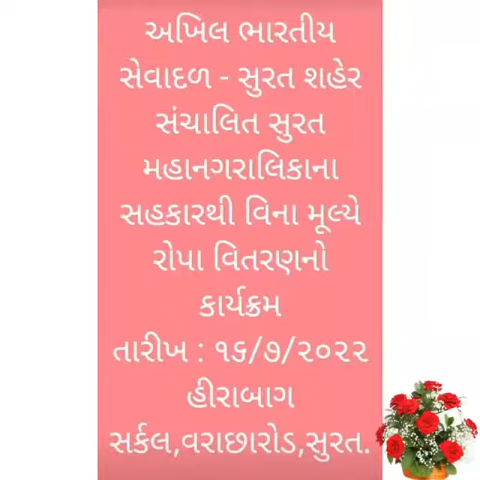 અખિલ ભારતીય
સેવાદળ - સુરત શહેર
સંચાલિત સુરત
મહાનગરાલિકાના
સહકારથી વિના મૂલ્યે
રોપા વિતરણનો
કાર્યક્રમ
તારીખ : ૧૬/૭/૨૦૨૨
હીરાબાગ
સર્કલ,વરાછારોડ,સુરત.